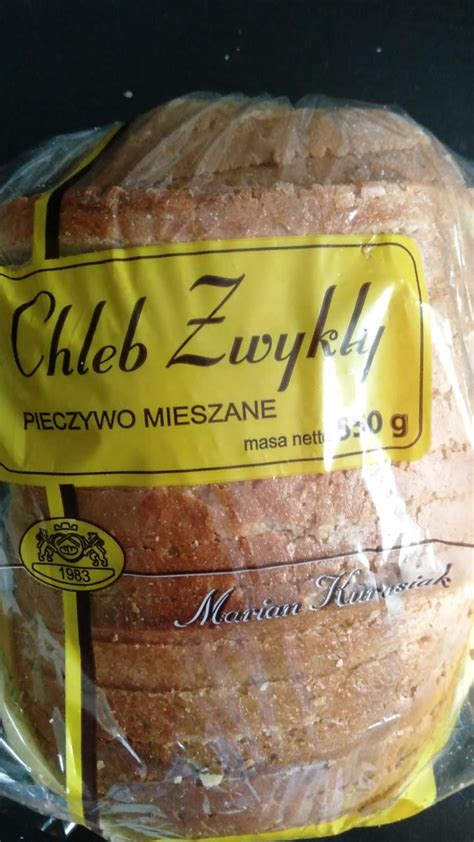 Chleb Zwykły
PIECZYWO MIESZANE
masa netto g
1983
Marian